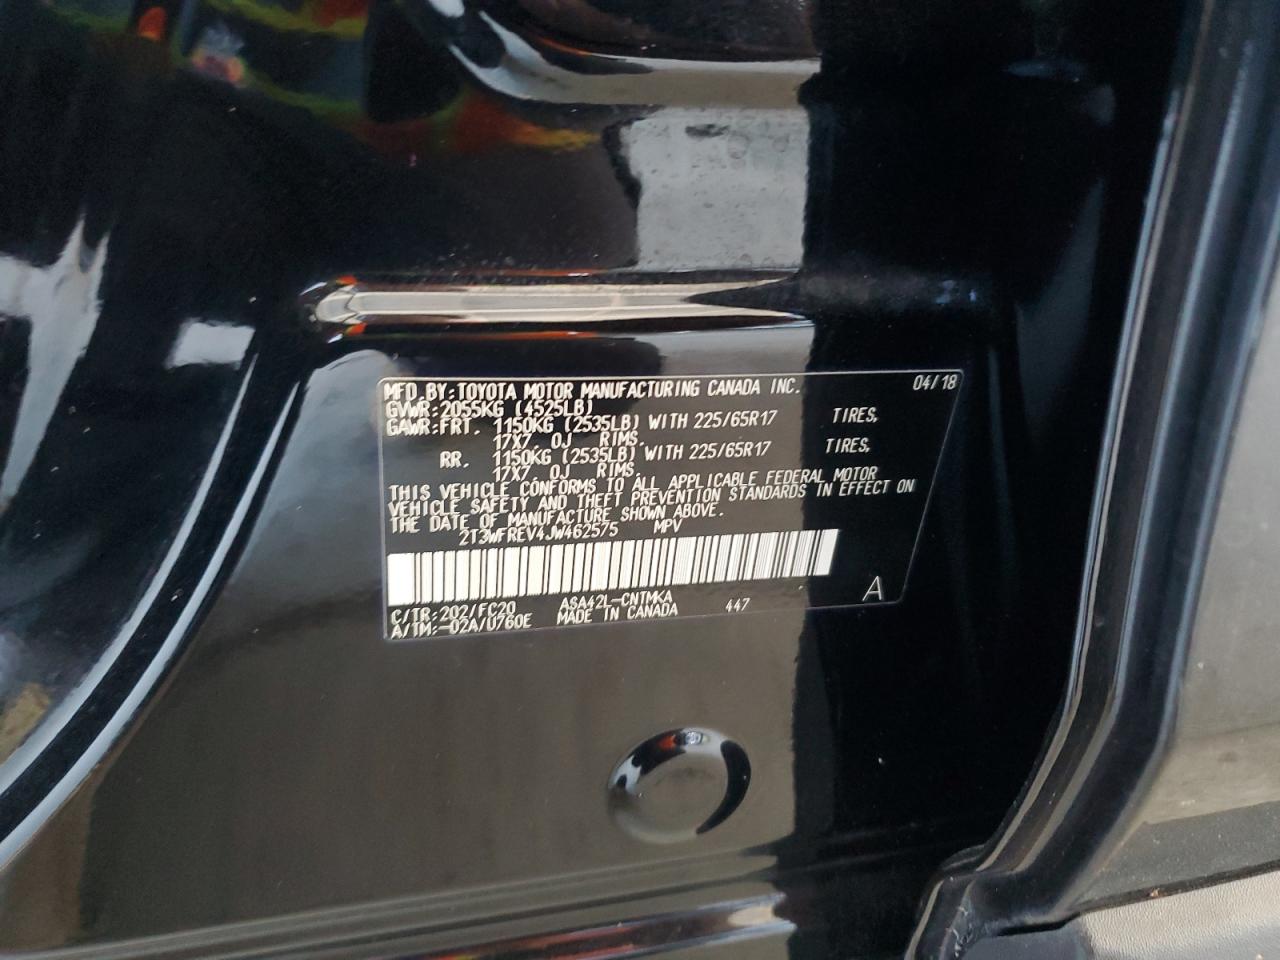 MFD. BY:TOYOTA MOTOR MANUFACTURING CANADA INC. 04/18
GVWR:2055KG (4525LB)
GAWR:FRT. 1150KG (2535LB) WITH 225/65R17 TIRES,
17X7. 0J RIMS.
RR. 1150KG (2535LB) WITH 225/65R17 TIRES,
17X7. 0J RIMS.
THIS VEHICLE CONFORMS TO ALL APPLICABLE FEDERAL MOTOR
VEHICLE SAFETY AND THEFT PREVENTION STANDARDS IN EFFECT ON
THE DATE OF MANUFACTURE SHOWN ABOVE.
2T3WFREV4JW462575 MPV
C/TR:202/FC20 ASA42L-CNTMKA 447 A
A/TM:-02A/U760E MADE IN CANADA